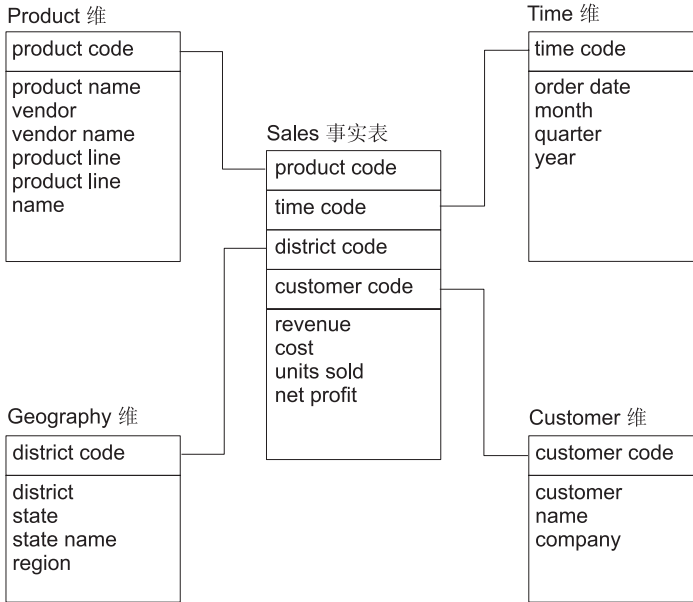 Product 维
product code
product name
vendor
vendor name
product line
product line
name
Time 维
time code
order date
month
quarter
year
Sales 事实表
product code
time code
district code
customer code
revenue
cost
units sold
net profit
Geography 维
district code
district
state
state name
region
Customer 维
customer code
customer
name
company